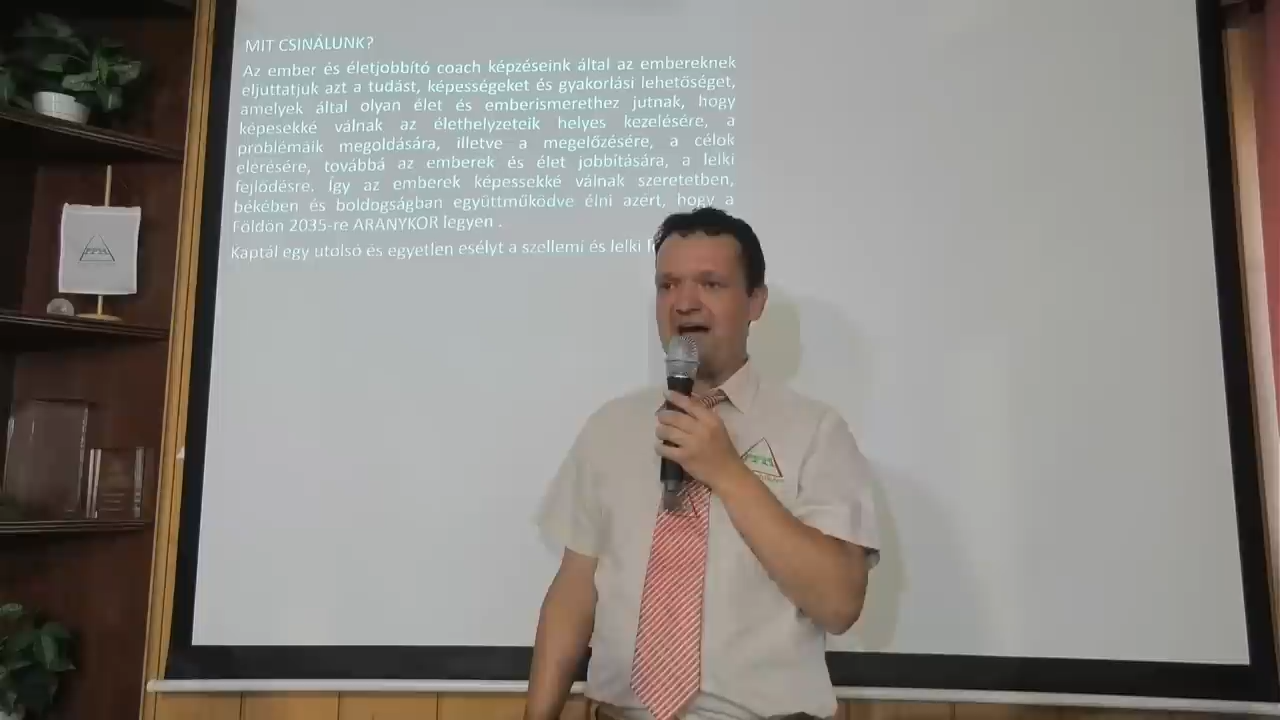 MIT CSINÁLUNK?
Az ember és életjobbító coach képzéseink által az embereknek
eljuttatjuk azt a tudást, képességeket és gyakorlási lehetőséget,
amelyek által olyan élet és emberismerethez jutnak, hogy
képesekké válnak az élethelyzeteik helyes kezelésére, a
problémáik megoldására, illetve a megelőzésére, a célok
elérésére, továbbá az emberek és élet jobbítására, a lelki
fejlődésre. Így az emberek képessekké válnak szeretetben,
békében és boldogságban együttműködve élni azért, hogy a
Földön 2035-re ARANYKOR legyen .
Kaptál egy utolsó és egyetlen esélyt a szellemi és lelki